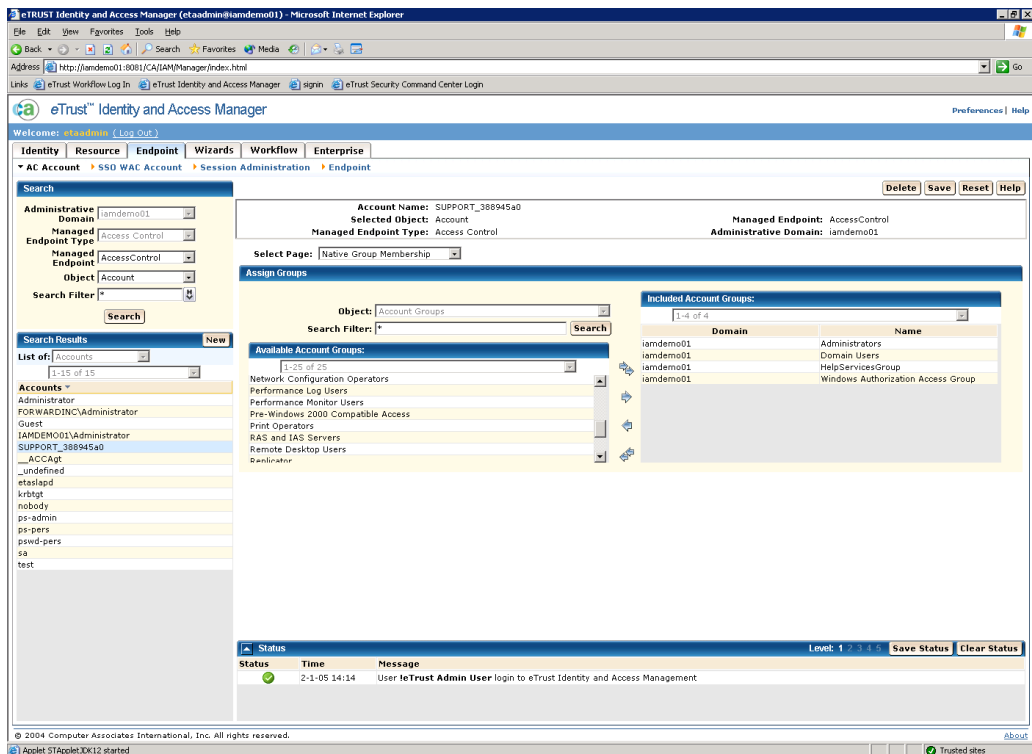 eTRUST Identity and Access Manager (etaadmin@iamdemo01) - Microsoft Internet Explorer
File Edit View Favorites Tools Help
Back Search Favorites Media
Address http://iamdemo01:8081/CA/IAM/Manager/index.html Go
Links eTrust Workflow Log In eTrust Identity and Access Manager signin eTrust Security Command Center Login
ca eTrust™ Identity and Access Manager
Preferences | Help
Welcome: etaadmin (Log Out)
Identity Resource Endpoint Wizards Workflow Enterprise
AC Account SSO WAC Account Session Administration Endpoint
Search
Administrative Domain iamdemo01
Managed Endpoint Type Access Control
Managed Endpoint AccessControl
Object Account
Search Filter *
Search
Search Results New
List of: Accounts
1-15 of 15
Accounts
Administrator
FORWARDINC\Administrator
Guest
IAMDEMO01\Administrator
SUPPORT_388945a0
__ACCAgt
_undefined
etaslapd
krbtgt
nobody
ps-admin
ps-pers
pswd-pers
sa
test
Delete Save Reset Help
Account Name: SUPPORT_388945a0
Selected Object: Account Managed Endpoint: AccessControl
Managed Endpoint Type: Access Control Administrative Domain: iamdemo01
Select Page: Native Group Membership
Assign Groups
Object: Account Groups
Search Filter: * Search
Available Account Groups:
1-25 of 25
Network Configuration Operators
Performance Log Users
Performance Monitor Users
Pre-Windows 2000 Compatible Access
Print Operators
RAS and IAS Servers
Remote Desktop Users
Replicator
Included Account Groups:
1-4 of 4
Domain Name
iamdemo01 Administrators
iamdemo01 Domain Users
iamdemo01 HelpServicesGroup
iamdemo01 Windows Authorization Access Group
Status Level: 1 2 3 4 5 Save Status Clear Status
Status Time Message
2-1-05 14:14 User !eTrust Admin User login to eTrust Identity and Access Management
© 2004 Computer Associates International, Inc. All rights reserved. About
Applet STAppletJDK12 started Trusted sites